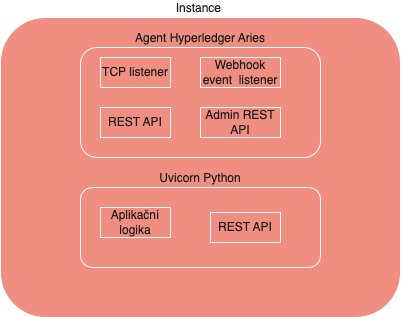 Instance
Agent Hyperledger Aries
TCP listener
Webhook
event listener
REST API
Admin REST
API
Uvicorn Python
Aplikační
logika
REST API